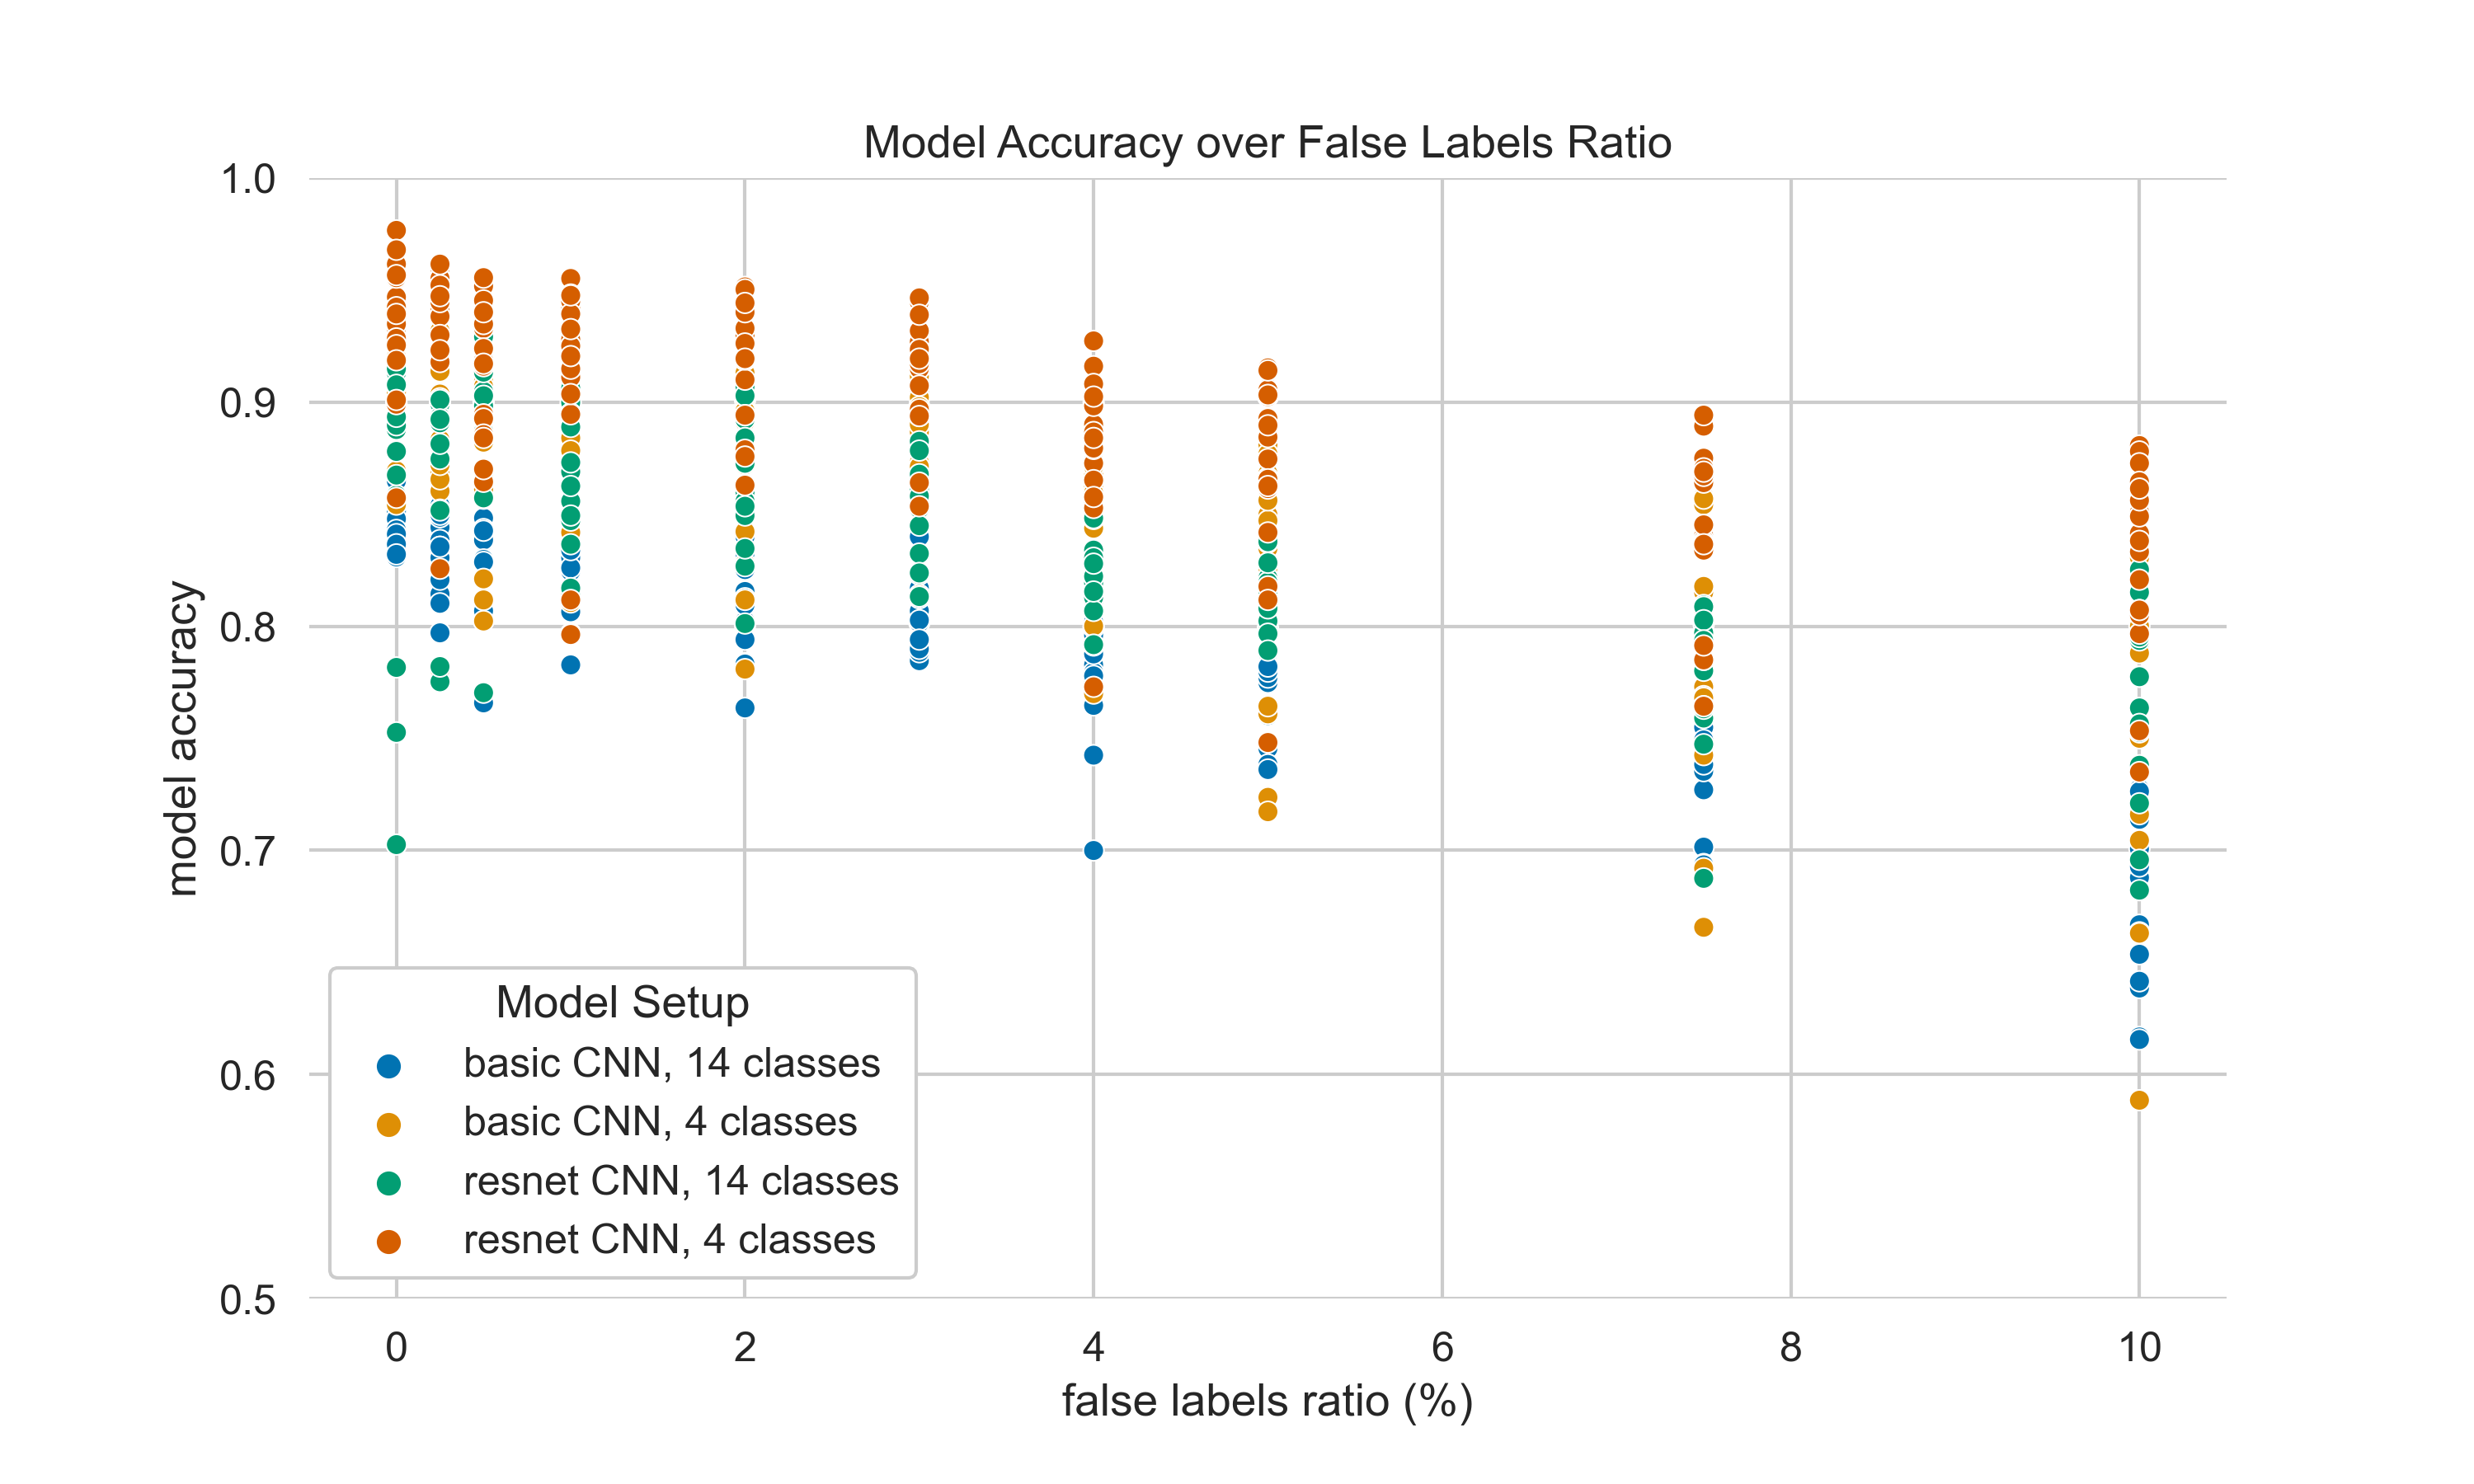 Model Accuracy over False Labels Ratio
1.0
0.9
0.8
0.7
0.6
0.5
model accuracy
Model Setup
basic CNN, 14 classes
basic CNN, 4 classes
resnet CNN, 14 classes
resnet CNN, 4 classes
0 2 4 6 8 10
false labels ratio (%)